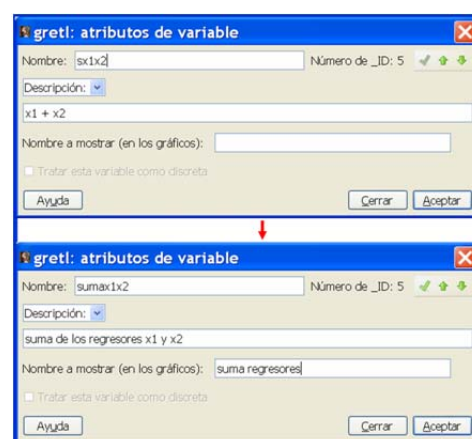 gretl: atributos de variable
Nombre: sx1x2 Número de _ID: 5
Descripción:
x1 + x2
Nombre a mostrar (en los gráficos):
Tratar esta variable como discreta
Ayuda Cerrar Aceptar
gretl: atributos de variable
Nombre: sumax1x2 Número de _ID: 5
Descripción:
suma de los regresores x1 y x2
Nombre a mostrar (en los gráficos): suma regresores
Tratar esta variable como discreta
Ayuda Cerrar Aceptar